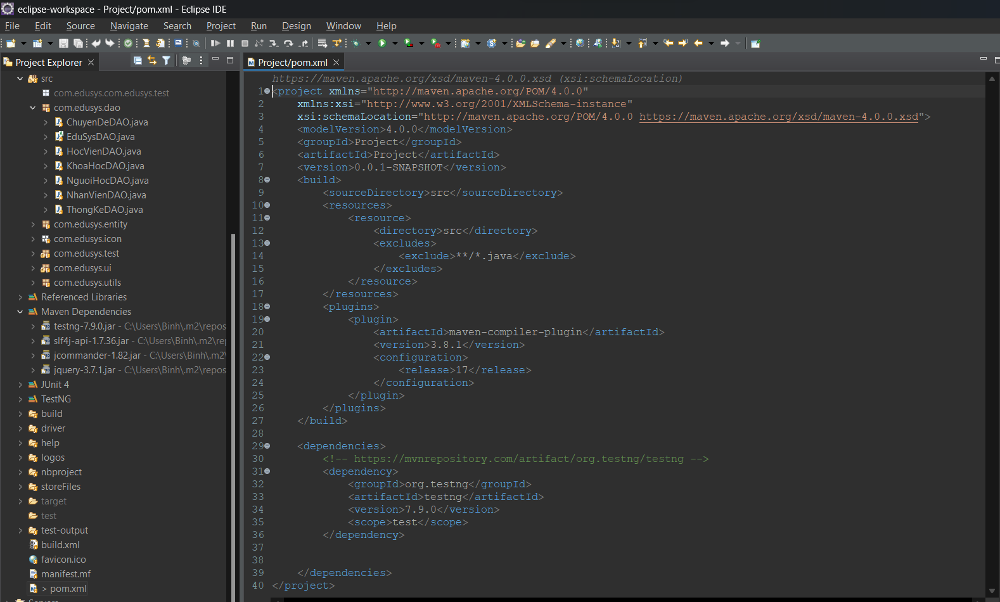 eclipse-workspace - Project/pom.xml - Eclipse IDE
File Edit Source Navigate Search Project Run Design Window Help
Project Explorer
src
com.edusys.com.edusys.test
com.edusys.dao
ChuyenDeDAO.java
EduSysDAO.java
HocVienDAO.java
KhoaHocDAO.java
NguoiHocDAO.java
NhanVienDAO.java
ThongKeDAO.java
com.edusys.entity
com.edusys.icon
com.edusys.test
com.edusys.ui
com.edusys.utils
Referenced Libraries
Maven Dependencies
testng-7.9.0.jar - C:\Users\Binh\.m2\repos
slf4j-api-1.7.36.jar - C:\Users\Binh\.m2\rep
jcommander-1.82.jar - C:\Users\Binh\.m2\
jquery-3.7.1.jar - C:\Users\Binh\.m2\repos
JUnit 4
TestNG
build
driver
help
logos
nbproject
storeFiles
target
test
test-output
build.xml
favicon.ico
manifest.mf
> pom.xml
Servers
Project/pom.xml
https://maven.apache.org/xsd/maven-4.0.0.xsd (xsi:schemaLocation)
1 <project xmlns="http://maven.apache.org/POM/4.0.0"
2 xmlns:xsi="http://www.w3.org/2001/XMLSchema-instance"
3 xsi:schemaLocation="http://maven.apache.org/POM/4.0.0 https://maven.apache.org/xsd/maven-4.0.0.xsd">
4 <modelVersion>4.0.0</modelVersion>
5 <groupId>Project</groupId>
6 <artifactId>Project</artifactId>
7 <version>0.0.1-SNAPSHOT</version>
8 <build>
9 <sourceDirectory>src</sourceDirectory>
10 <resources>
11 <resource>
12 <directory>src</directory>
13 <excludes>
14 <exclude>**/*.java</exclude>
15 </excludes>
16 </resource>
17 </resources>
18 <plugins>
19 <plugin>
20 <artifactId>maven-compiler-plugin</artifactId>
21 <version>3.8.1</version>
22 <configuration>
23 <release>17</release>
24 </configuration>
25 </plugin>
26 </plugins>
27 </build>
28
29 <dependencies>
30 <!-- https://mvnrepository.com/artifact/org.testng/testng -->
31 <dependency>
32 <groupId>org.testng</groupId>
33 <artifactId>testng</artifactId>
34 <version>7.9.0</version>
35 <scope>test</scope>
36 </dependency>
37
38
39 </dependencies>
40 </project>